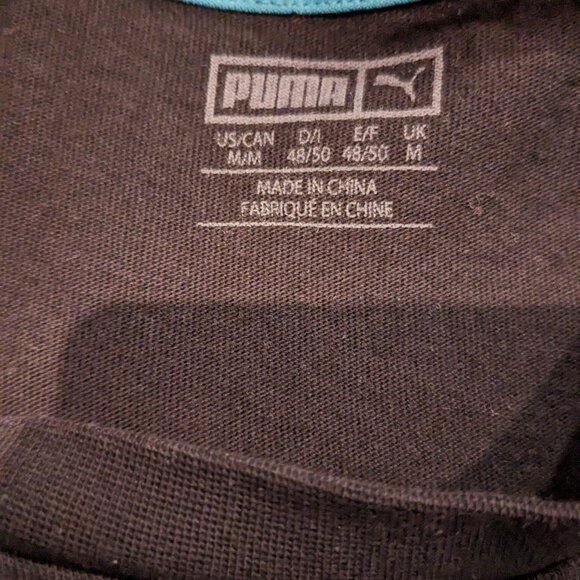 PUMA
US/CAN D/I E/F UK
M/M 48/50 48/50 M
MADE IN CHINA
FABRIQUÉ EN CHINE